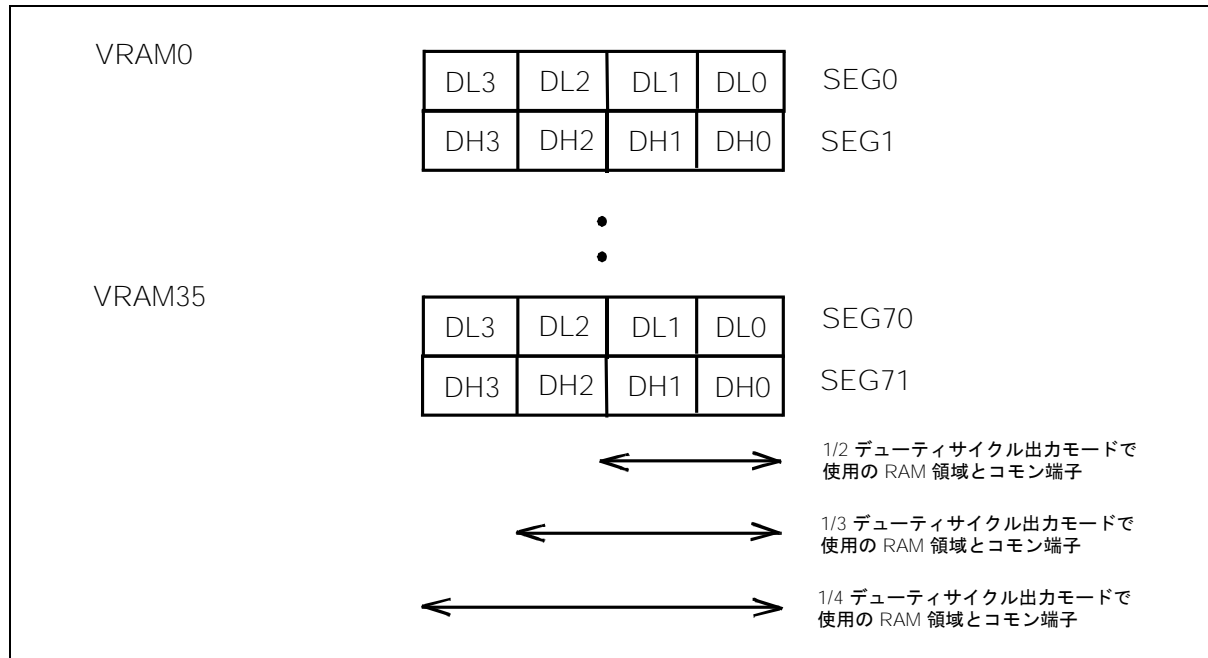 VRAM0
DL3 DL2 DL1 DL0 SEG0
DH3 DH2 DH1 DH0 SEG1
VRAM35
DL3 DL2 DL1 DL0 SEG70
DH3 DH2 DH1 DH0 SEG71
1/2 デューティサイクル出力モードで
使用の RAM 領域とコモン端子
1/3 デューティサイクル出力モードで
使用の RAM 領域とコモン端子
1/4 デューティサイクル出力モードで
使用の RAM 領域とコモン端子